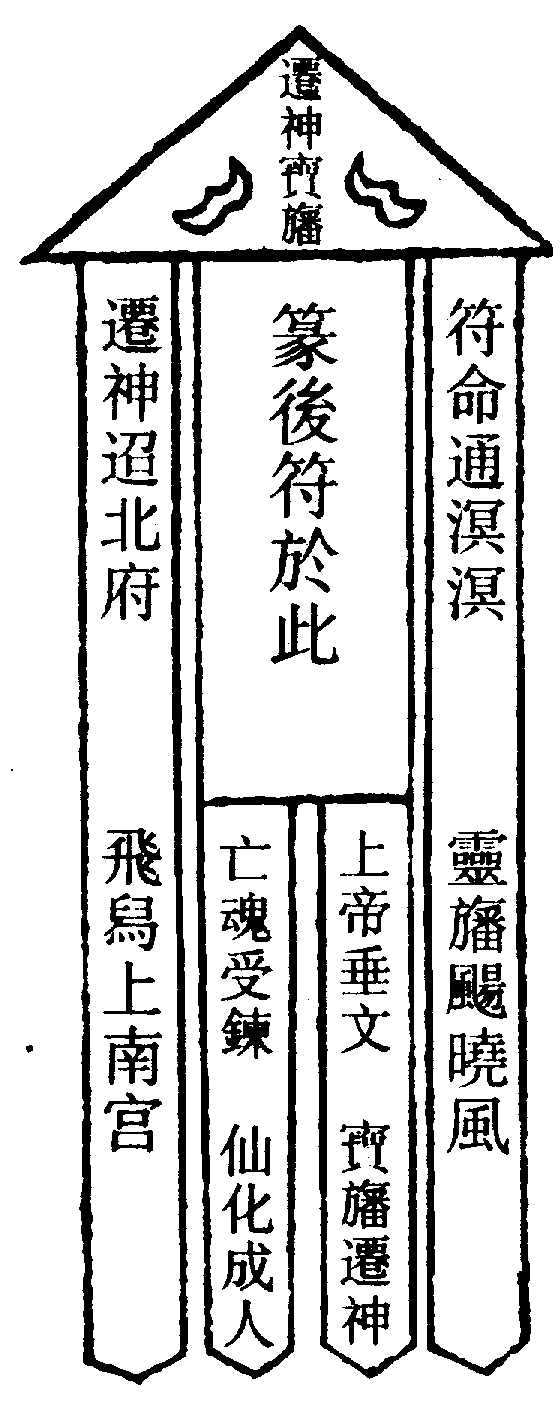 遷神寶旛
符命通溟溟　靈旛颺曉風
篆後符於此
上帝垂文　寶旛遷神
亡魂受鍊　仙化成人
遷神迢北府　飛舄上南宮